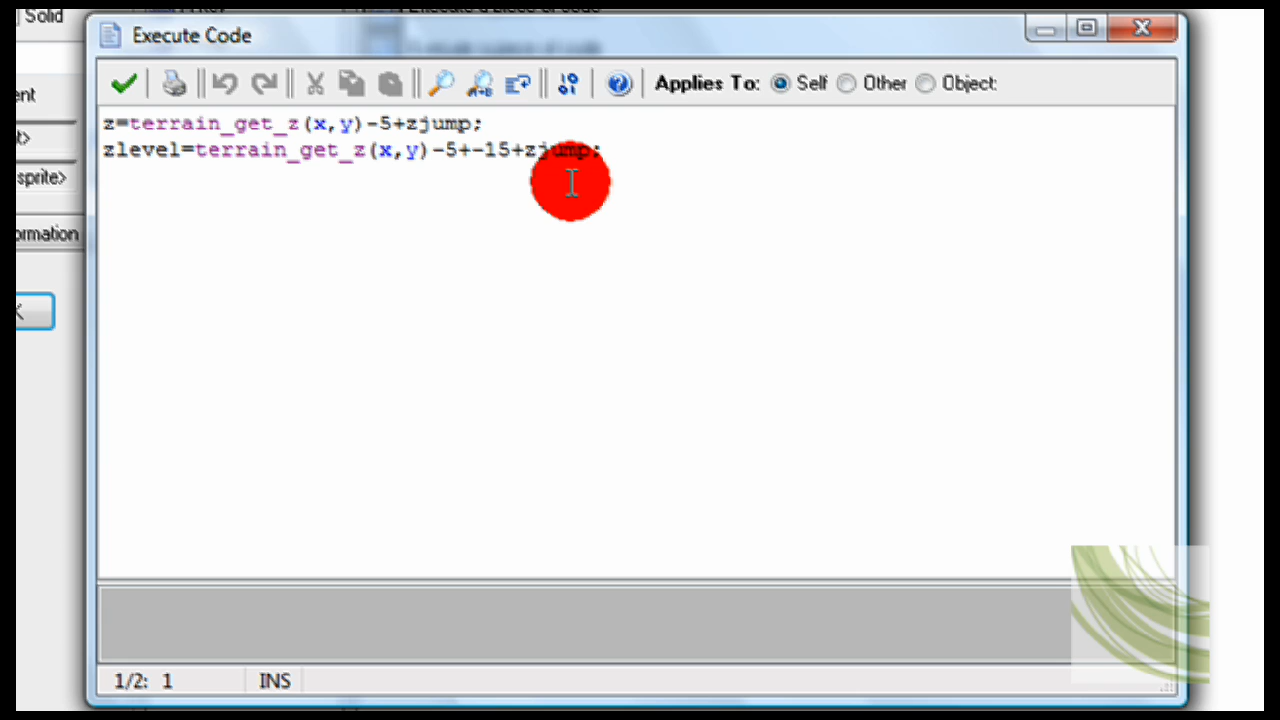 Solid
Execute Code
Applies To: Self Other Object:
z=terrain_get_z(x,y)-5+zjump;
zlevel=terrain_get_z(x,y)-5+-15+zjump;
ent
t>
sprite>
ormation
K
1/2: 1 INS